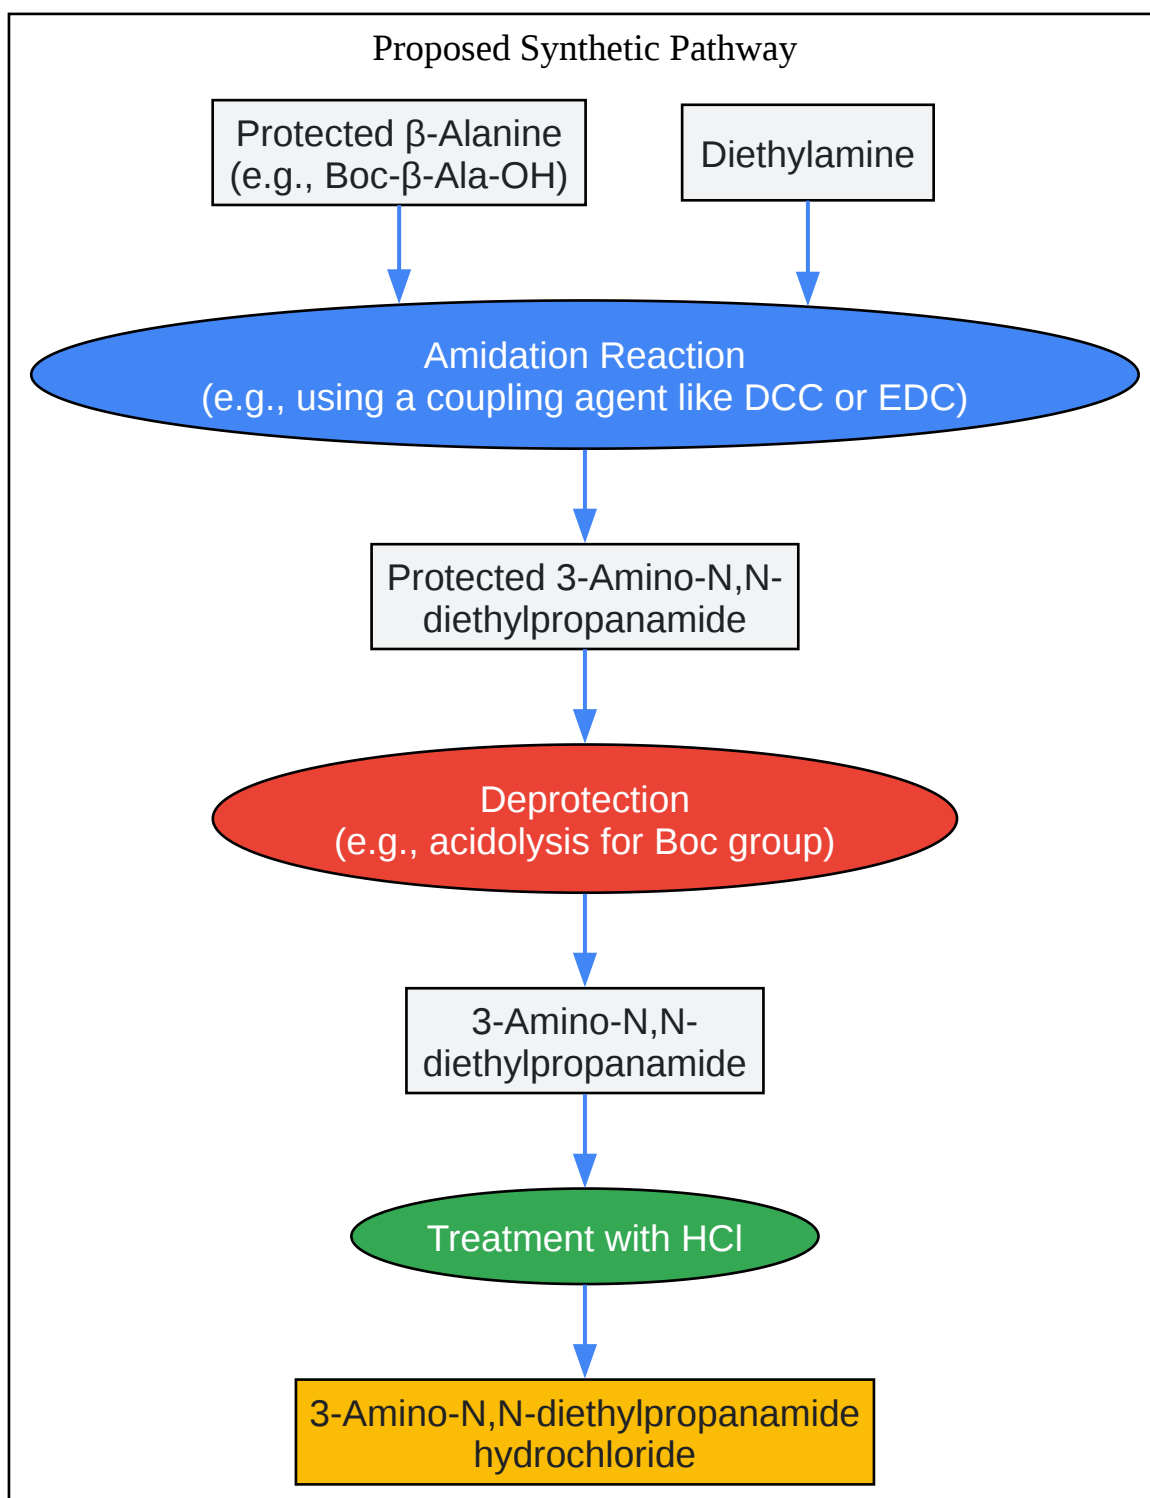 Proposed Synthetic Pathway
Protected β-Alanine
(e.g., Boc-β-Ala-OH)
Diethylamine
Amidation Reaction
(e.g., using a coupling agent like DCC or EDC)
Protected 3-Amino-N,N-
diethylpropanamide
Deprotection
(e.g., acidolysis for Boc group)
3-Amino-N,N-
diethylpropanamide
Treatment with HCl
3-Amino-N,N-diethylpropanamide
hydrochloride